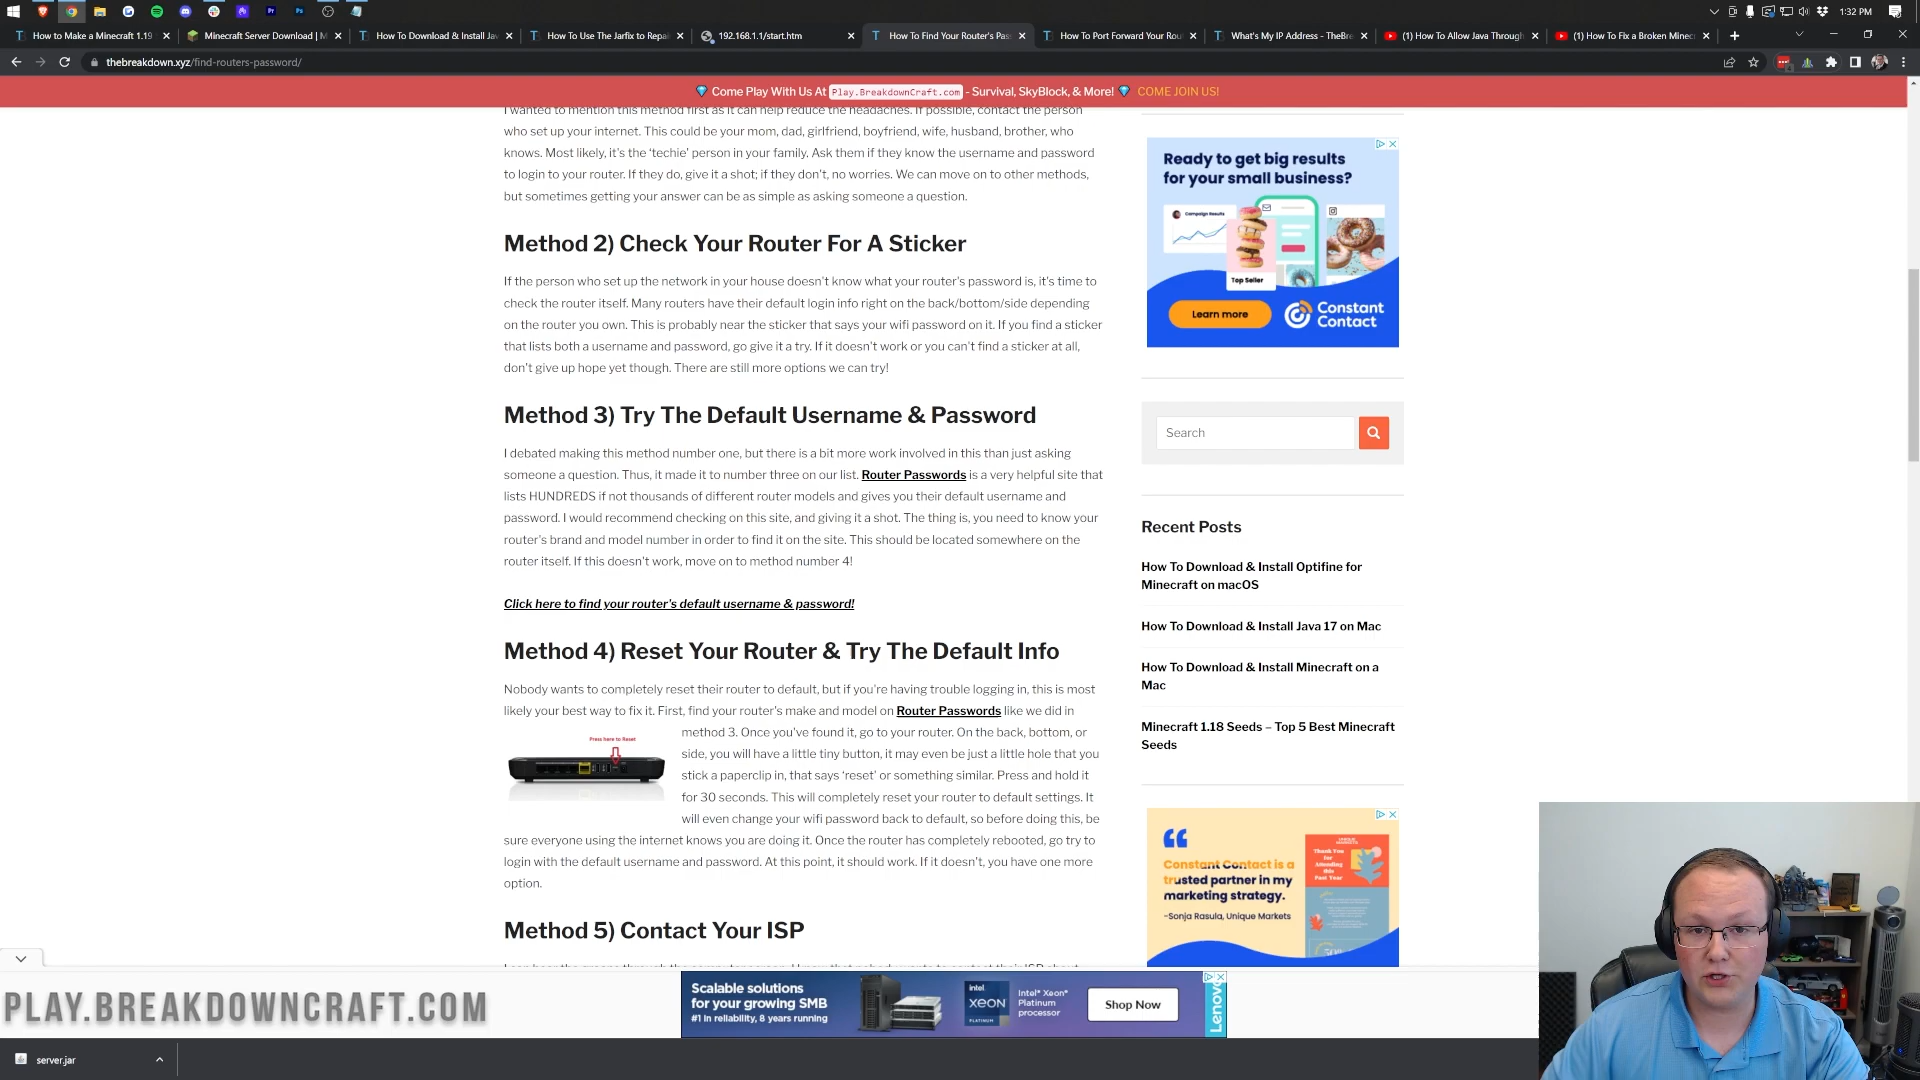 1:32 PM
How to Make a Minecraft 1.19
Minecraft Server Download | M
How To Download & Install Jav
How To Use The Jarfix to Repai
192.168.1.1/start.htm
How To Find Your Router's Pas
How To Port Forward Your Rou
What's My IP Address - TheBre
(1) How To Allow Java Through
(1) How To Fix a Broken Minec
thebreakdown.xyz/find-routers-password/
Come Play With Us At Play.BreakdownCraft.com - Survival, SkyBlock, & More! COME JOIN US!
I wanted to mention this method first as it can help reduce the headaches. If possible, contact the person
who set up your internet. This could be your mom, dad, girlfriend, boyfriend, wife, husband, brother, who
knows. Most likely, it's the ‘techie’ person in your family. Ask them if they know the username and password
to login to your router. If they do, give it a shot; if they don't, no worries. We can move on to other methods,
but sometimes getting your answer can be as simple as asking someone a question.
Method 2) Check Your Router For A Sticker
If the person who set up the network in your house doesn't know what your router's password is, it's time to
check the router itself. Many routers have their default login info right on the back/bottom/side depending
on the router you own. This is probably near the sticker that says your wifi password on it. If you find a sticker
that lists both a username and password, go give it a try. If it doesn't work or you can't find a sticker at all,
don't give up hope yet though. There are still more options we can try!
Method 3) Try The Default Username & Password
I debated making this method number one, but there is a bit more work involved in this than just asking
someone a question. Thus, it made it to number three on our list. Router Passwords is a very helpful site that
lists HUNDREDS if not thousands of different router models and gives you their default username and
password. I would recommend checking on this site, and giving it a shot. The thing is, you need to know your
router's brand and model number in order to find it on the site. This should be located somewhere on the
router itself. If this doesn't work, move on to method number 4!
Click here to find your router's default username & password!
Method 4) Reset Your Router & Try The Default Info
Nobody wants to completely reset their router to default, but if you're having trouble logging in, this is most
likely your best way to fix it. First, find your router's make and model on Router Passwords like we did in
method 3. Once you've found it, go to your router. On the back, bottom, or
side, you will have a little tiny button, it may even be just a little hole that you
stick a paperclip in, that says ‘reset’ or something similar. Press and hold it
for 30 seconds. This will completely reset your router to default settings. It
will even change your wifi password back to default, so before doing this, be
sure everyone using the internet knows you are doing it. Once the router has completely rebooted, go try to
login with the default username and password. At this point, it should work. If it doesn't, you have one more
option.
Press here to Reset
Method 5) Contact Your ISP
Ready to get big results
for your small business?
Campaign Results
Top Seller
Learn more
Constant
Contact
Search
Recent Posts
How To Download & Install Optifine for
Minecraft on macOS
How To Download & Install Java 17 on Mac
How To Download & Install Minecraft on a
Mac
Minecraft 1.18 Seeds – Top 5 Best Minecraft
Seeds
Constant Contact is a
trusted partner in my
marketing strategy.
–Sonja Rasula, Unique Markets
Thank You
for Attending
this Past Year
Scalable solutions
for your growing SMB
#1 in reliability, 8 years running
intel
XEON
PLATINUM
Intel® Xeon®
Platinum
processor
Shop Now
Lenovo
PLAY.BREAKDOWNCRAFT.COM
server.jar